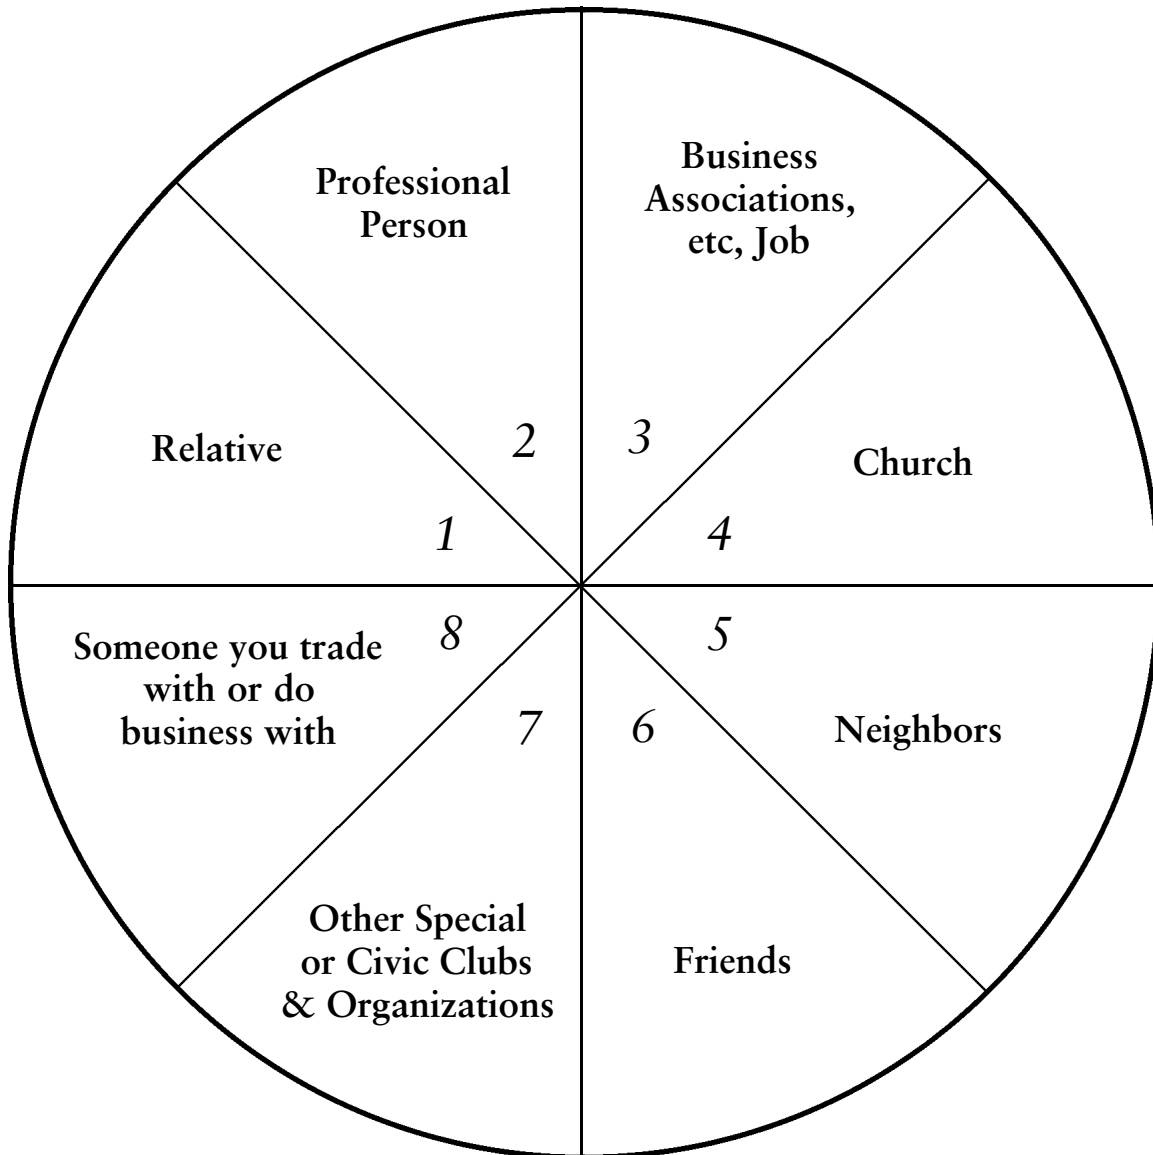 Relative
1
Professional
Person
2
Business
Associations,
etc, Job
3
Church
4
5
Neighbors
6
Friends
7
Other Special
or Civic Clubs
& Organizations
8
Someone you trade
with or do
business with